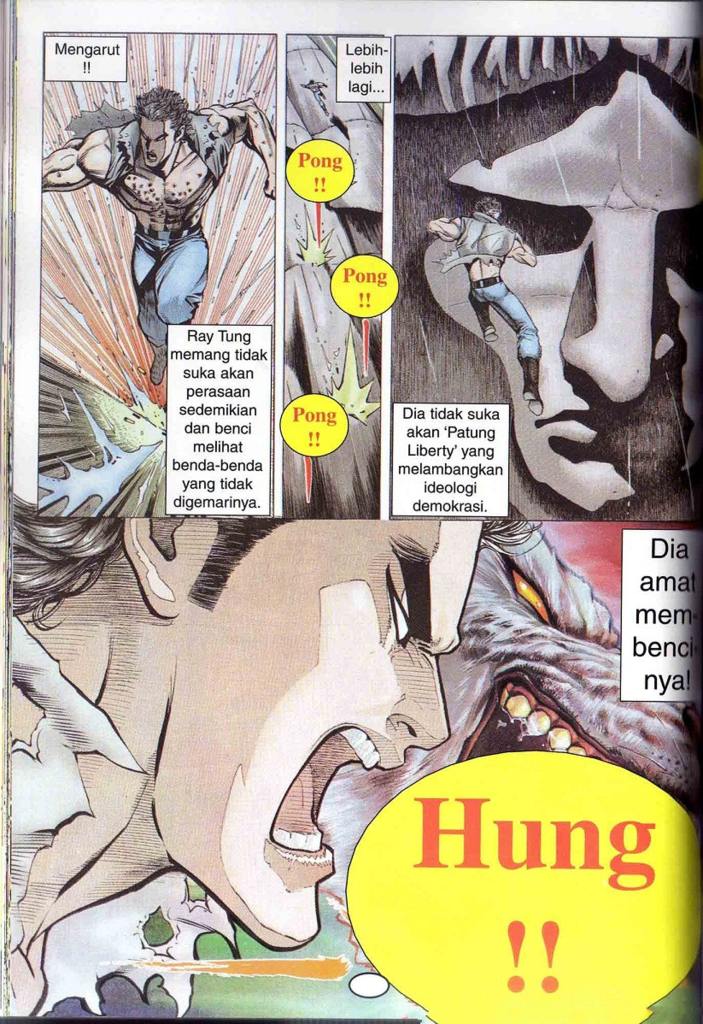 Mengarut
!!
Ray Tung
memang tidak
suka akan
perasaan
sedemikian
dan benci
melihat
benda-benda
yang tidak
digemarinya.
Lebih-
lebih
lagi...
Pong
!!
Pong
!!
Pong
!!
Dia tidak suka
akan ‘Patung
Liberty’ yang
melambangkan
ideologi
demokrasi.
Dia
amat
mem-
benci-
nya!
Hung
!!